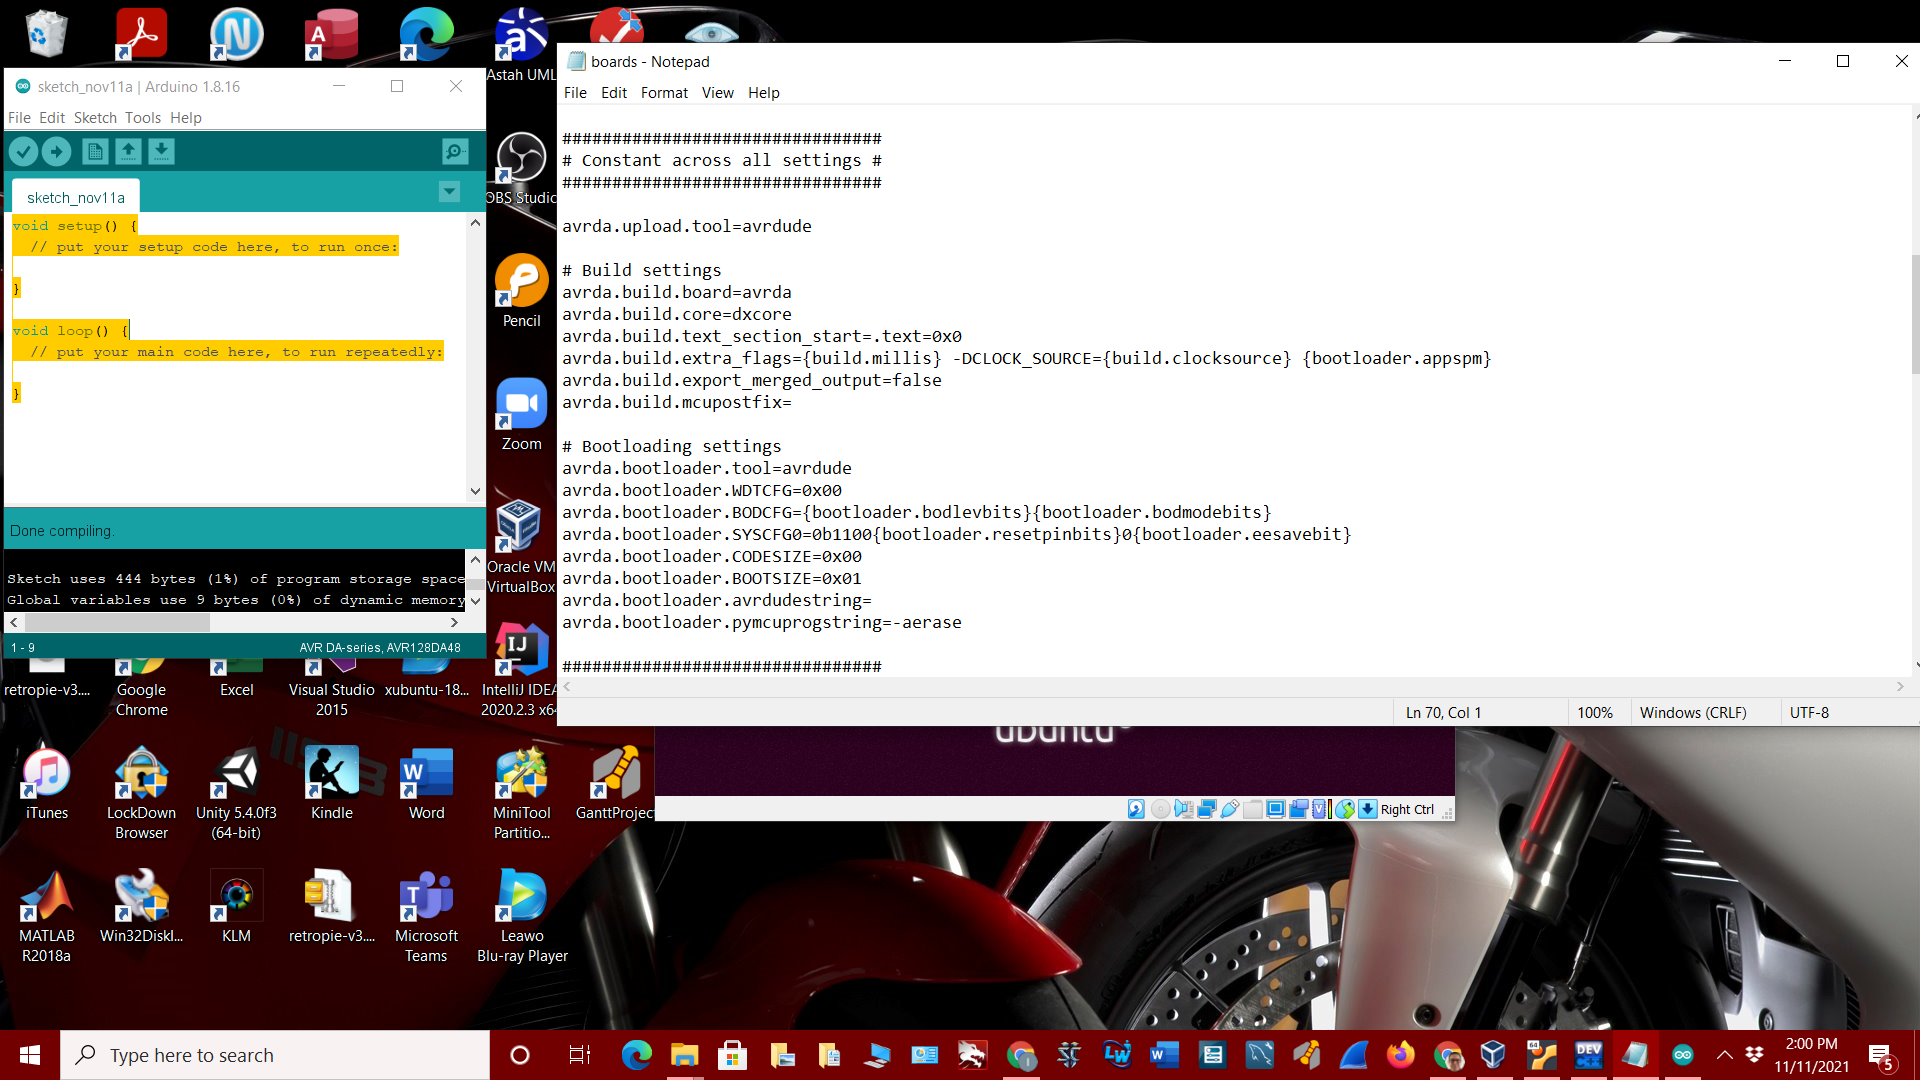 Astah UML
sketch_nov11a | Arduino 1.8.16
File Edit Sketch Tools Help
sketch_nov11a
void setup() {
// put your setup code here, to run once:
}
void loop() {
// put your main code here, to run repeatedly:
}
Done compiling.
Sketch uses 444 bytes (1%) of program storage space
Global variables use 9 bytes (0%) of dynamic memory
1 - 9
AVR DA-series, AVR128DA48
OBS Studio
Pencil
Zoom
Oracle VM
VirtualBox
boards - Notepad
File Edit Format View Help
################################
# Constant across all settings #
################################
avrda.upload.tool=avrdude
# Build settings
avrda.build.board=avrda
avrda.build.core=dxcore
avrda.build.text_section_start=.text=0x0
avrda.build.extra_flags={build.millis} -DCLOCK_SOURCE={build.clocksource} {bootloader.appspm}
avrda.build.export_merged_output=false
avrda.build.mcupostfix=
# Bootloading settings
avrda.bootloader.tool=avrdude
avrda.bootloader.WDTCFG=0x00
avrda.bootloader.BODCFG={bootloader.bodlevbits}{bootloader.bodmodebits}
avrda.bootloader.SYSCFG0=0b1100{bootloader.resetpinbits}0{bootloader.eesavebit}
avrda.bootloader.CODESIZE=0x00
avrda.bootloader.BOOTSIZE=0x01
avrda.bootloader.avrdudestring=
avrda.bootloader.pymcuprogstring=-aerase
################################
Ln 70, Col 1
100%
Windows (CRLF)
UTF-8
retropie-v3....
Google
Chrome
Excel
Visual Studio
2015
xubuntu-18...
IntelliJ IDEA
2020.2.3 x64
ubuntu
Right Ctrl
iTunes
LockDown
Browser
Unity 5.4.0f3
(64-bit)
Kindle
Word
MiniTool
Partitio...
GanttProject
MATLAB
R2018a
Win32DiskI...
KLM
retropie-v3....
Microsoft
Teams
Leawo
Blu-ray Player
Type here to search
64
DEV
2:00 PM
11/11/2021
5